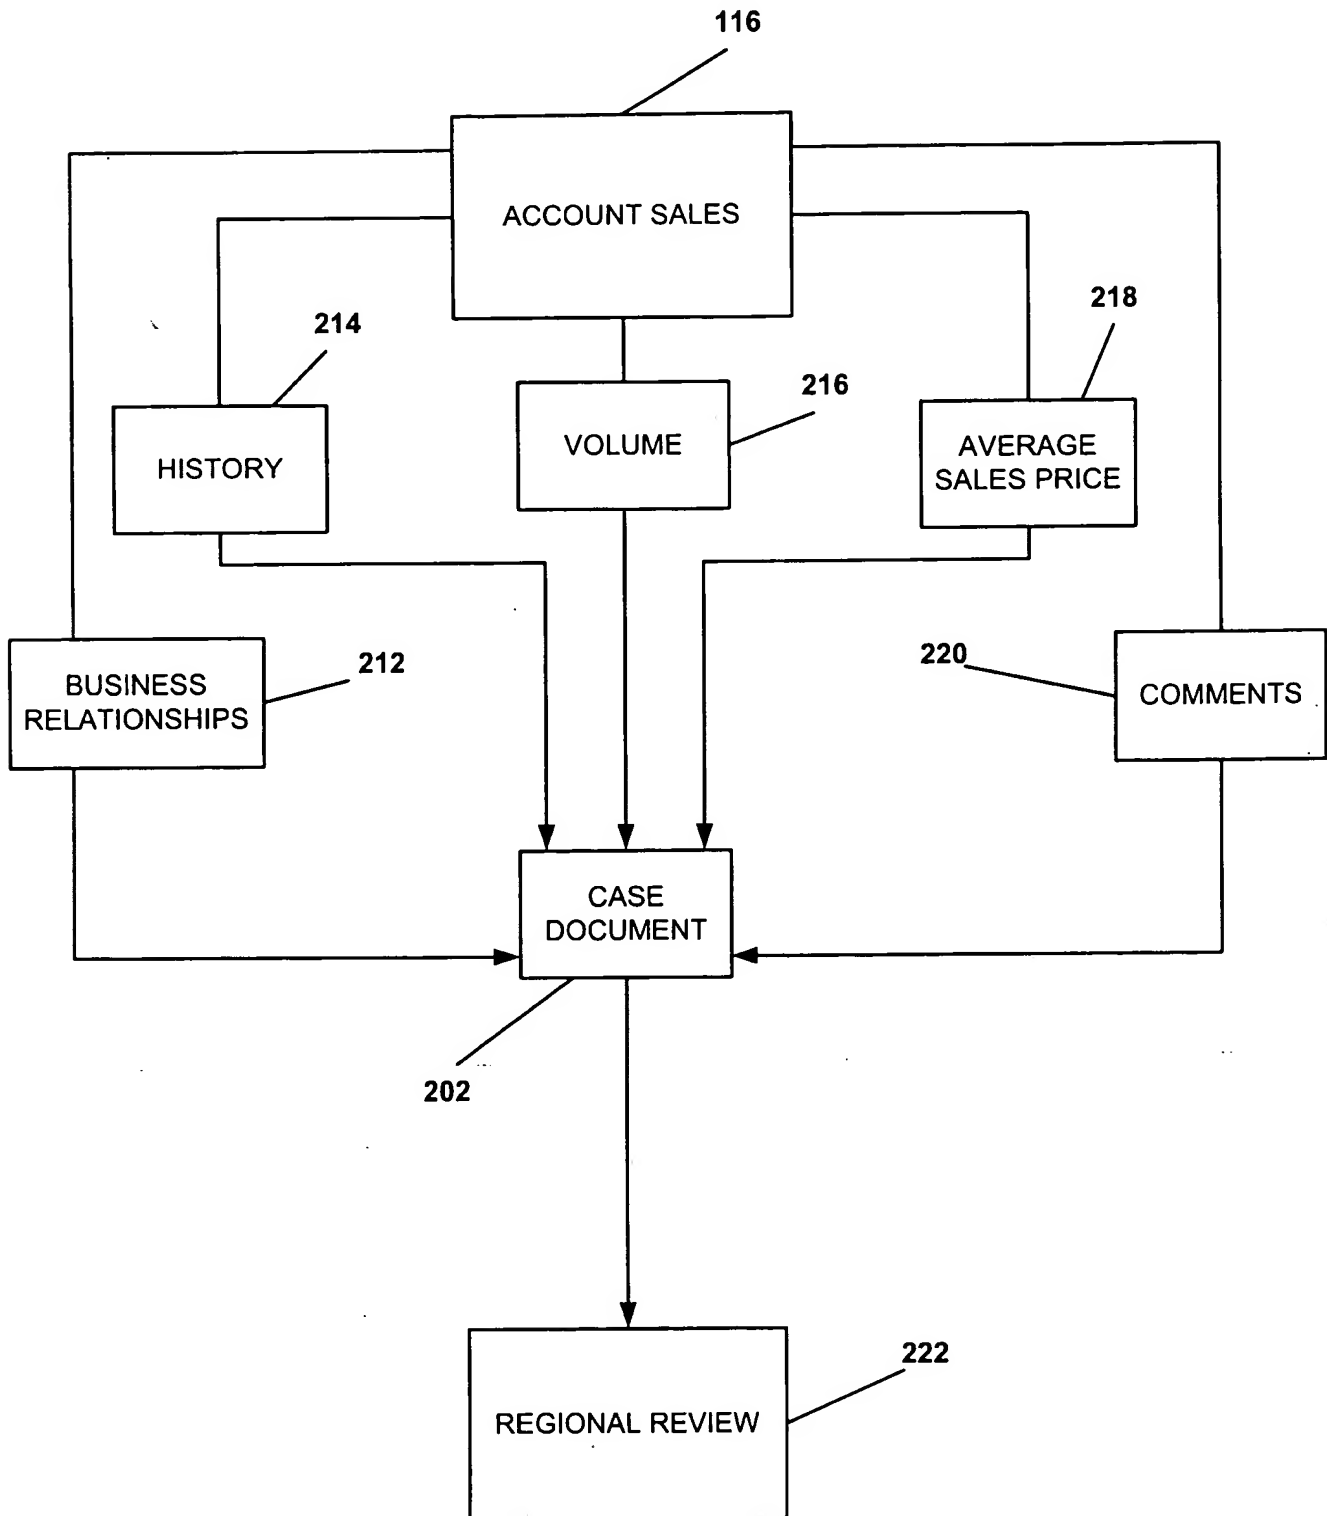 116
ACCOUNT SALES
214
218
216
HISTORY
VOLUME
AVERAGE
SALES PRICE
212
220
BUSINESS
RELATIONSHIPS
COMMENTS
CASE
DOCUMENT
202
222
REGIONAL REVIEW